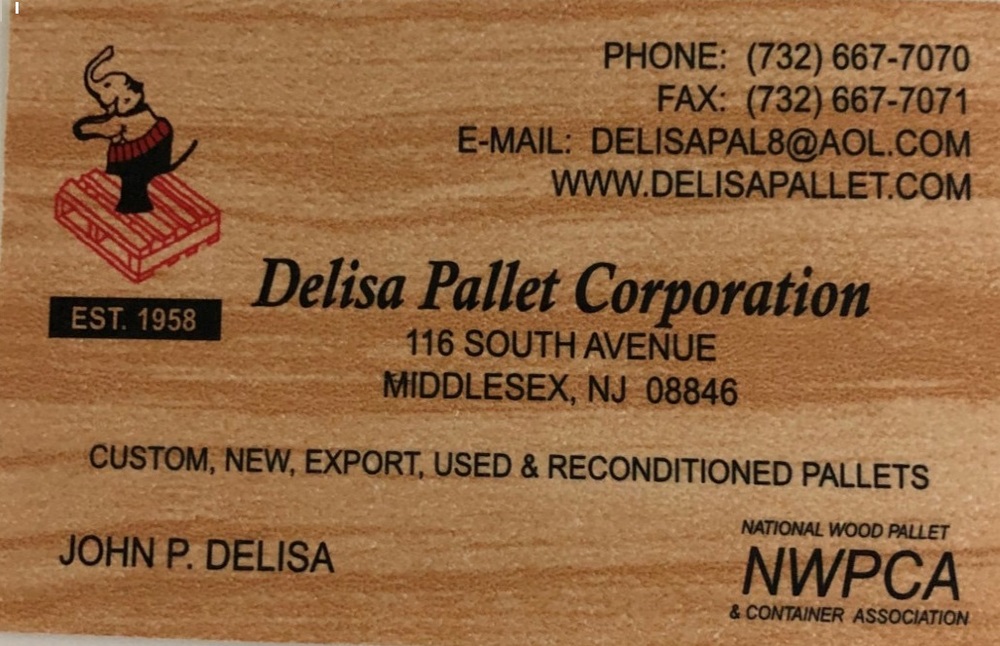 PHONE: (732) 667-7070
FAX: (732) 667-7071
E-MAIL: DELISAPAL8@AOL.COM
WWW.DELISAPALLET.COM
EST. 1958
Delisa Pallet Corporation
116 SOUTH AVENUE
MIDDLESEX, NJ 08846
CUSTOM, NEW, EXPORT, USED & RECONDITIONED PALLETS
JOHN P. DELISA
NATIONAL WOOD PALLET
NWPCA
& CONTAINER ASSOCIATION